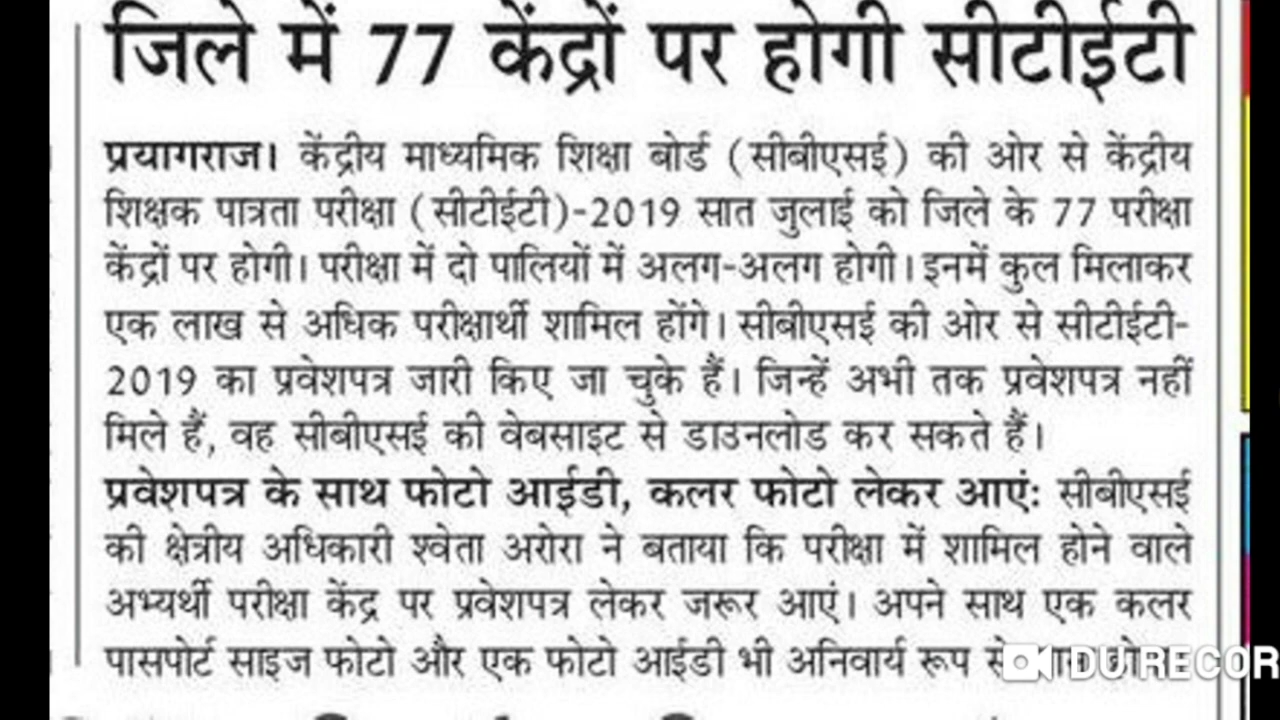 जिले में 77 केंद्रों पर होगी सीटीईटी
प्रयागराज। केंद्रीय माध्यमिक शिक्षा बोर्ड (सीबीएसई) की ओर से केंद्रीय
शिक्षक पात्रता परीक्षा (सीटीईटी)-2019 सात जुलाई को जिले के 77 परीक्षा
केंद्रों पर होगी। परीक्षा में दो पालियों में अलग-अलग होगी। इनमें कुल मिलाकर
एक लाख से अधिक परीक्षार्थी शामिल होंगे। सीबीएसई की ओर से सीटीईटी-
2019 का प्रवेशपत्र जारी किए जा चुके हैं। जिन्हें अभी तक प्रवेशपत्र नहीं
मिले हैं, वह सीबीएसई की वेबसाइट से डाउनलोड कर सकते हैं।
प्रवेशपत्र के साथ फोटो आईडी, कलर फोटो लेकर आएं: सीबीएसई
की क्षेत्रीय अधिकारी श्वेता अरोरा ने बताया कि परीक्षा में शामिल होने वाले
अभ्यर्थी परीक्षा केंद्र पर प्रवेशपत्र लेकर जरूर आएं। अपने साथ एक कलर
पासपोर्ट साइज फोटो और एक फोटो आईडी भी अनिवार्य रूप से
DU RECOR